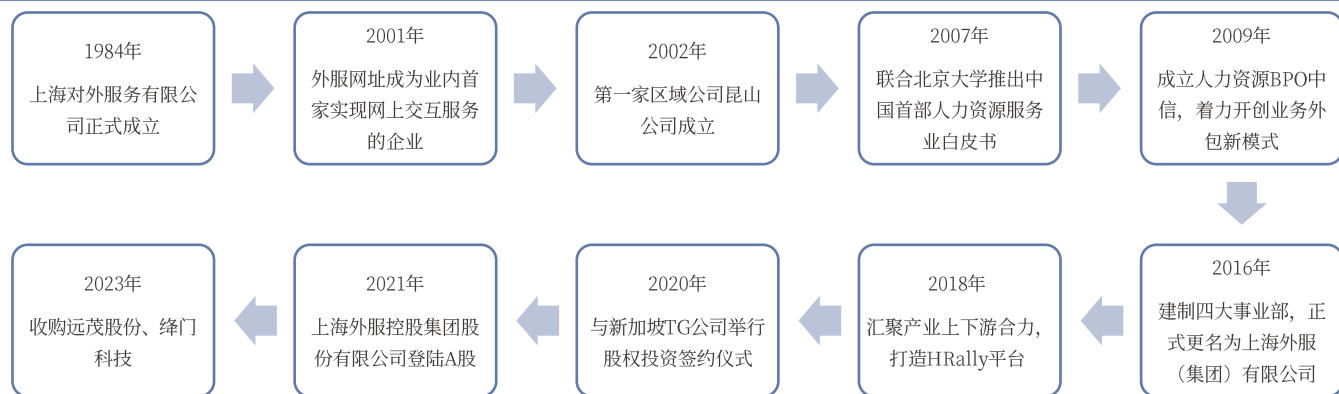 1984年
上海对外服务有限公
司正式成立
2001年
外服网址成为业内首
家实现网上交互服务
的企业
2002年
第一家区域公司昆山
公司成立
2007年
联合北京大学推出中
国首部人力资源服务
业白皮书
2009年
成立人力资源BPO中
信，着力开创业务外
包新模式
2016年
建制四大事业部，正
式更名为上海外服
（集团）有限公司
2018年
汇聚产业上下游合力，
打造HRally平台
2020年
与新加坡TG公司举行
股权投资签约仪式
2021年
上海外服控股集团股
份有限公司登陆A股
2023年
收购远茂股份、绛门
科技